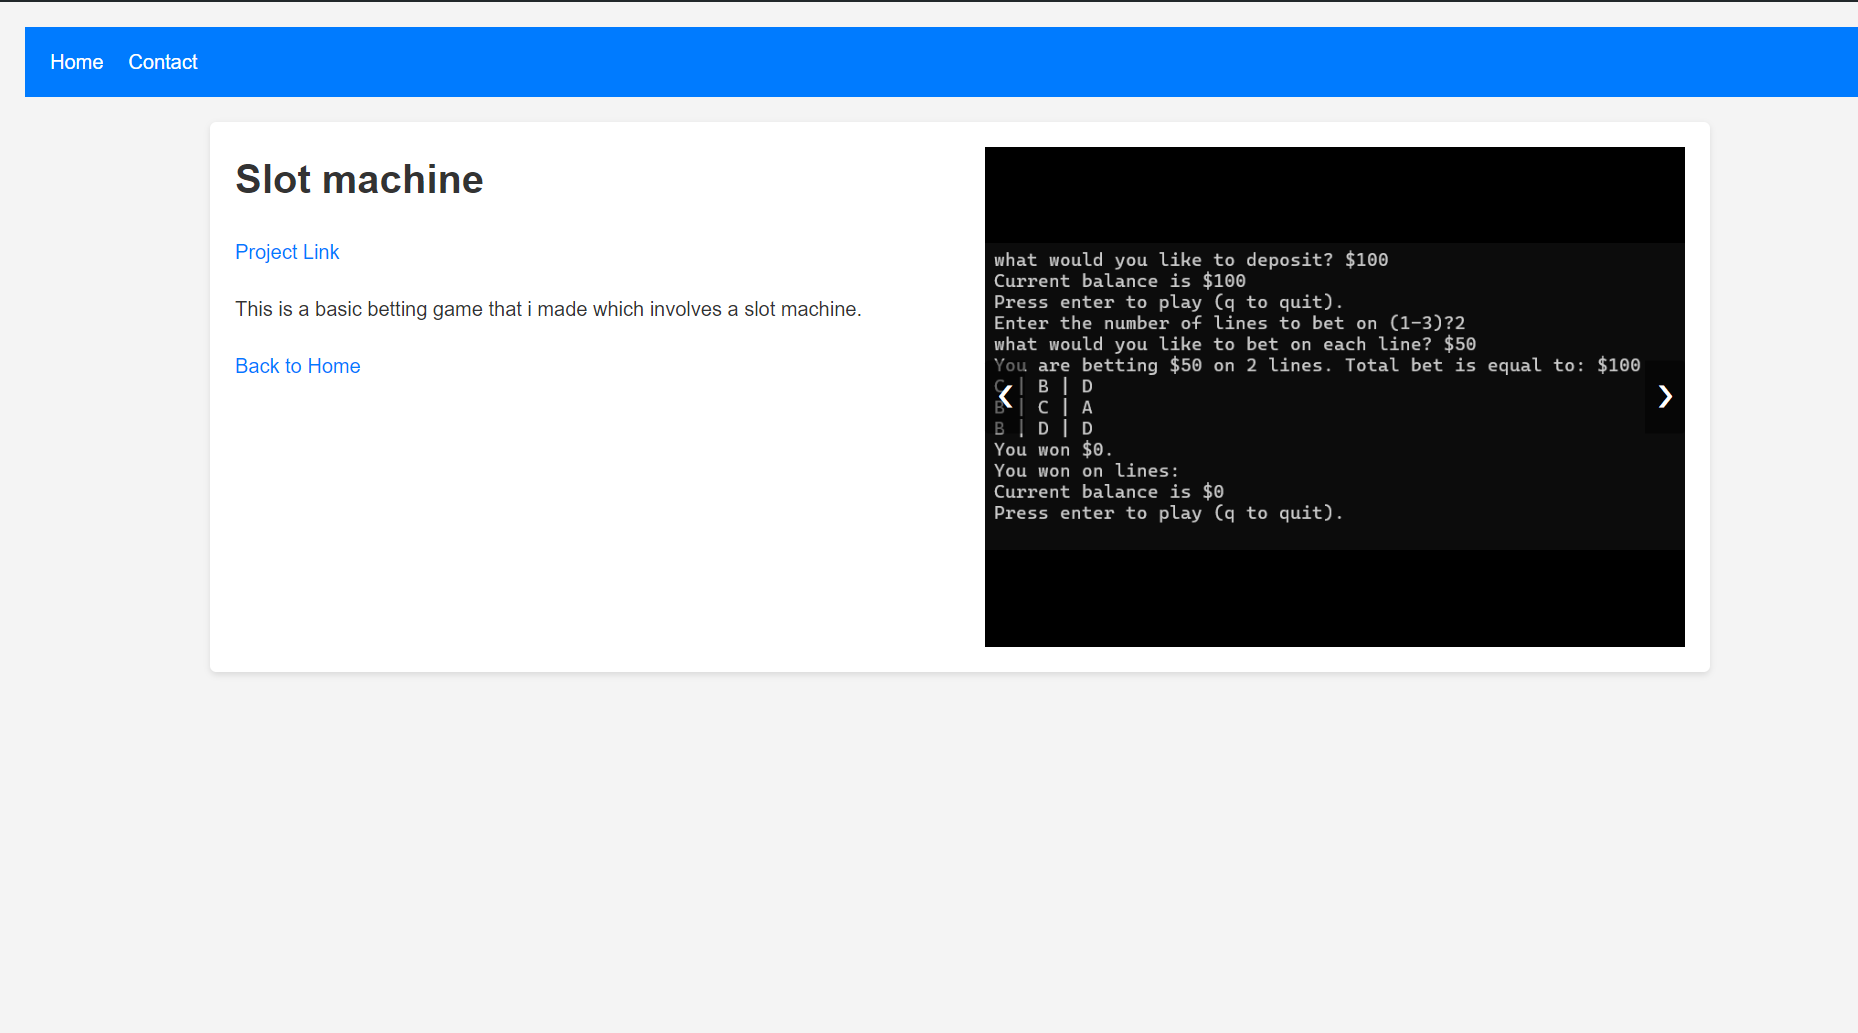 Home Contact
Slot machine
Project Link
This is a basic betting game that i made which involves a slot machine.
Back to Home
what would you like to deposit? $100
Current balance is $100
Press enter to play (q to quit).
Enter the number of lines to bet on (1-3)?2
what would you like to bet on each line? $50
You are betting $50 on 2 lines. Total bet is equal to: $100
C | B | D
B | C | A
B | D | D
You won $0.
You won on lines:
Current balance is $0
Press enter to play (q to quit).